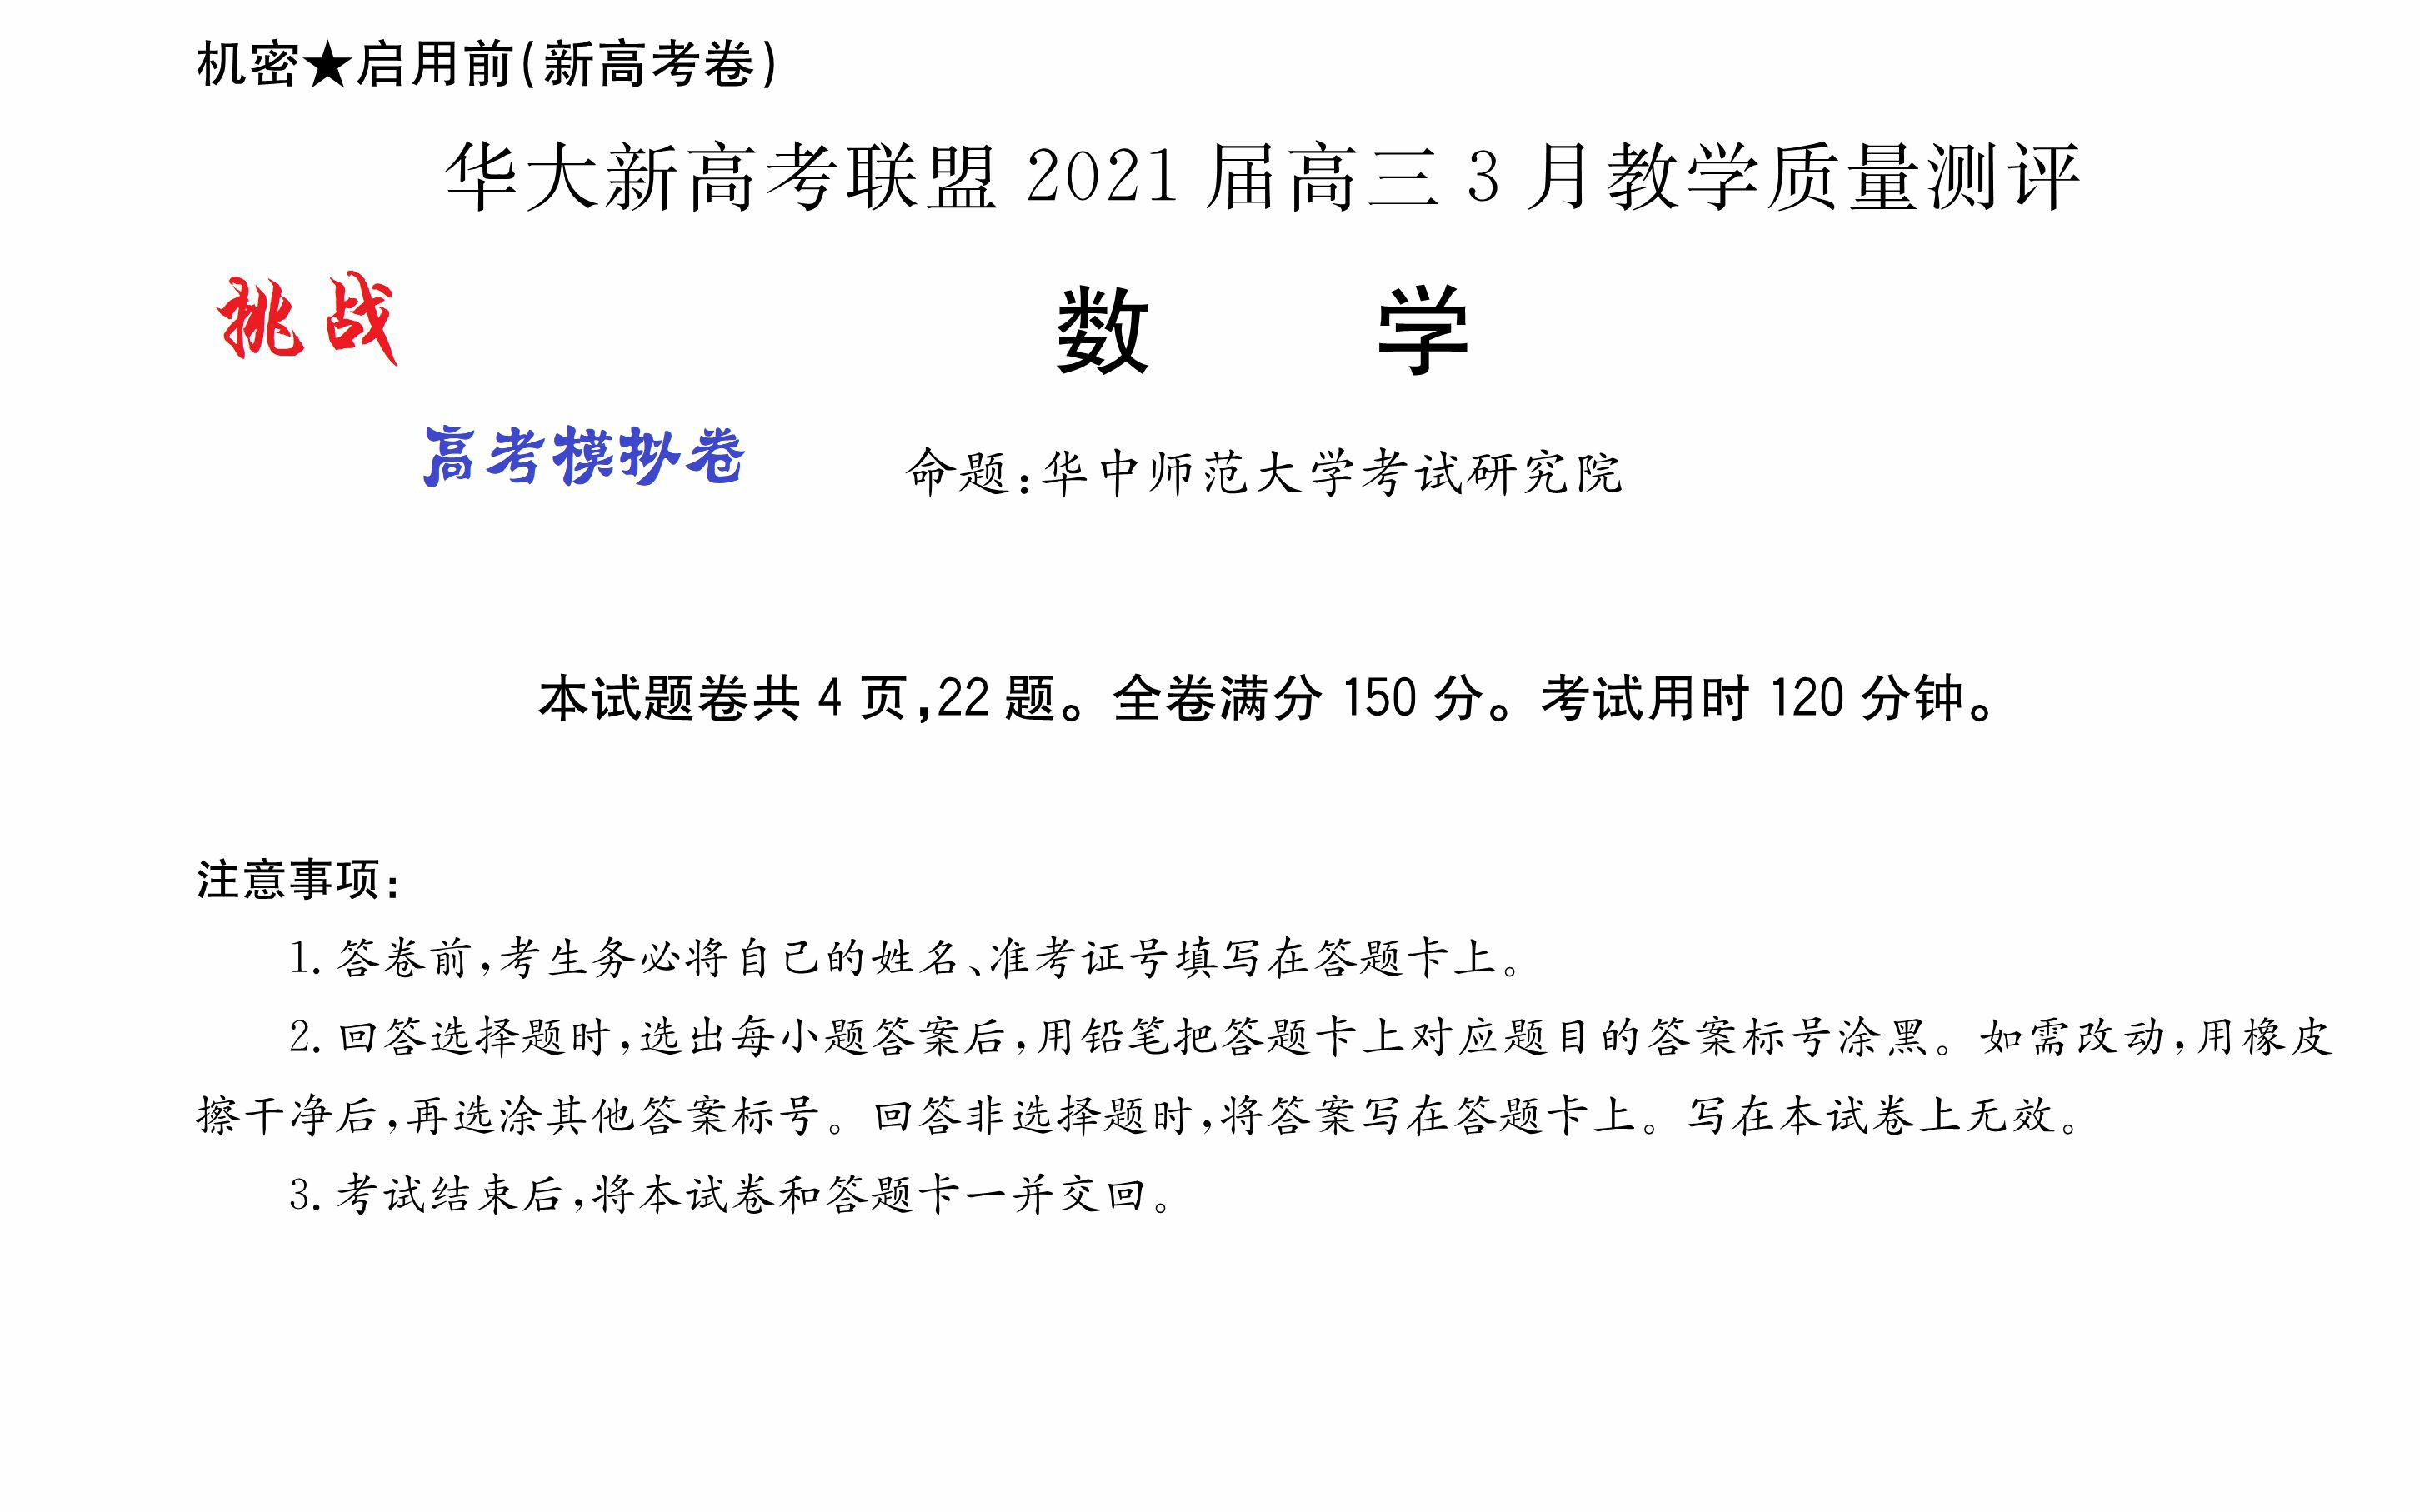 机密★启用前(新高考卷)
华大新高考联盟 2021 届高三 3 月教学质量测评
挑战
数 学
高考模拟卷
命题:华中师范大学考试研究院
本试题卷共 4 页,22 题。全卷满分 150 分。考试用时 120 分钟。
注意事项:
1. 答卷前,考生务必将自己的姓名、准考证号填写在答题卡上。
2. 回答选择题时,选出每小题答案后,用铅笔把答题卡上对应题目的答案标号涂黑。如需改动,用橡皮
擦干净后,再选涂其他答案标号。回答非选择题时,将答案写在答题卡上。写在本试卷上无效。
3. 考试结束后,将本试卷和答题卡一并交回。